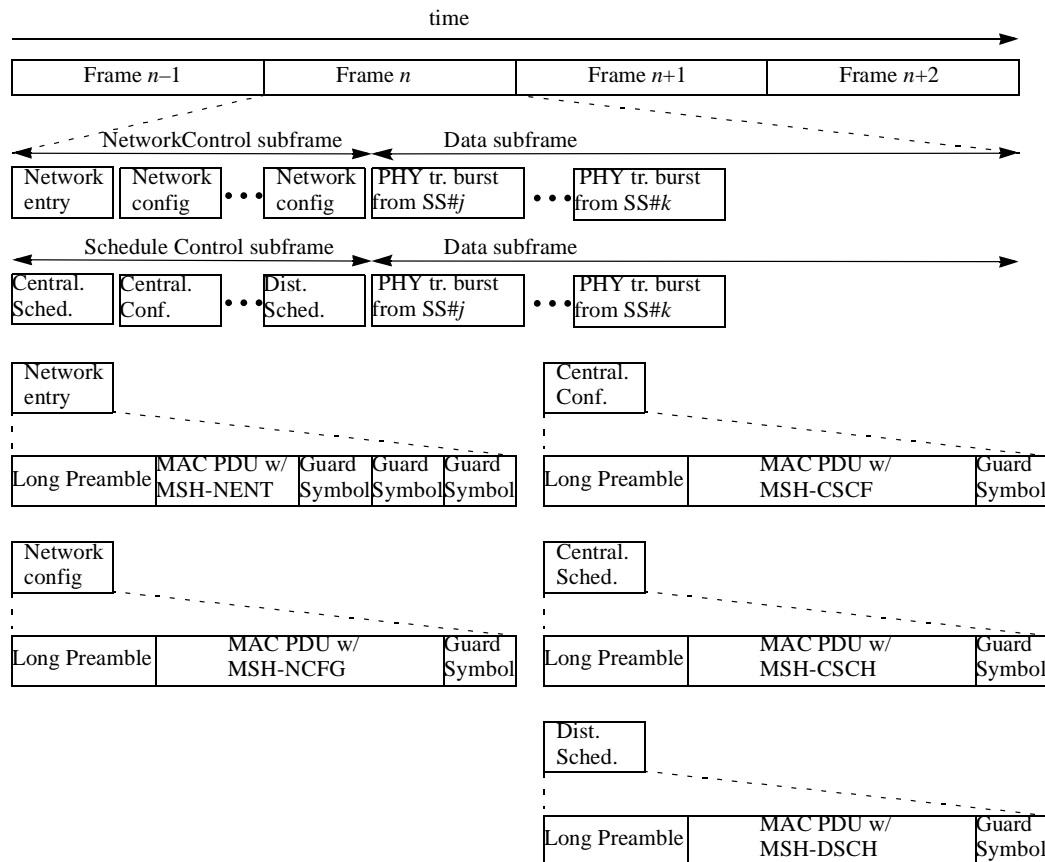 time
Frame n–1 Frame n Frame n+1 Frame n+2
NetworkControl subframe Data subframe
Network entry
Network config
•••
Network config
PHY tr. burst from SS#j
•••
PHY tr. burst from SS#k
Schedule Control subframe Data subframe
Central. Sched.
Central. Conf.
•••
Dist. Sched.
PHY tr. burst from SS#j
•••
PHY tr. burst from SS#k
Network
entry
Long Preamble
MAC PDU w/
MSH-NENT
Guard
Symbol
Guard
Symbol
Guard
Symbol
Central.
Conf.
Long Preamble
MAC PDU w/
MSH-CSCF
Guard
Symbol
Network
config
Long Preamble
MAC PDU w/
MSH-NCFG
Guard
Symbol
Central.
Sched.
Long Preamble
MAC PDU w/
MSH-CSCH
Guard
Symbol
Dist.
Sched.
Long Preamble
MAC PDU w/
MSH-DSCH
Guard
Symbol